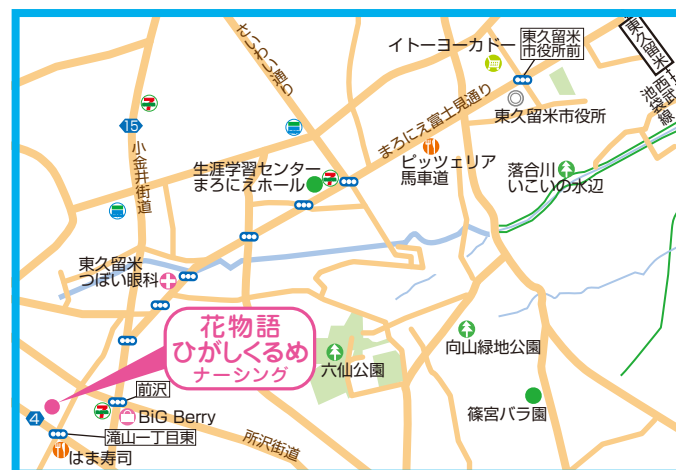 さいわい通り
イトーヨーカドー
東久留米
市役所前
東久留米
西武
池袋線
東久留米市役所
まろにえ富士見通り
15
小金井街道
生涯学習センター
まろにえホール
ピッツェリア
馬車道
落合川
いこいの水辺
東久留米
つぼい眼科
花物語
ひがしくるめ
ナーシング
六仙公園
向山緑地公園
篠宮バラ園
前沢
BiG Berry
4
滝山一丁目東
はま寿司
所沢街道
7
7
7